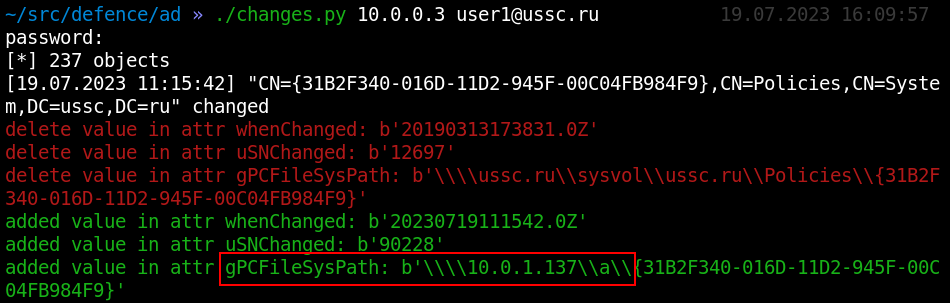 ~/src/defence/ad » ./changes.py 10.0.0.3 user1@ussc.ru 19.07.2023 16:09:57
password:
[*] 237 objects
[19.07.2023 11:15:42] "CN={31B2F340-016D-11D2-945F-00C04FB984F9},CN=Policies,CN=Syste
m,DC=ussc,DC=ru" changed
delete value in attr whenChanged: b'20190313173831.0Z'
delete value in attr uSNChanged: b'12697'
delete value in attr gPCFileSysPath: b'\\\\ussc.ru\\sysvol\\ussc.ru\\Policies\\{31B2F
340-016D-11D2-945F-00C04FB984F9}'
added value in attr whenChanged: b'20230719111542.0Z'
added value in attr uSNChanged: b'90228'
added value in attr gPCFileSysPath: b'\\\\10.0.1.137\\a\\{31B2F340-016D-11D2-945F-00C
04FB984F9}'